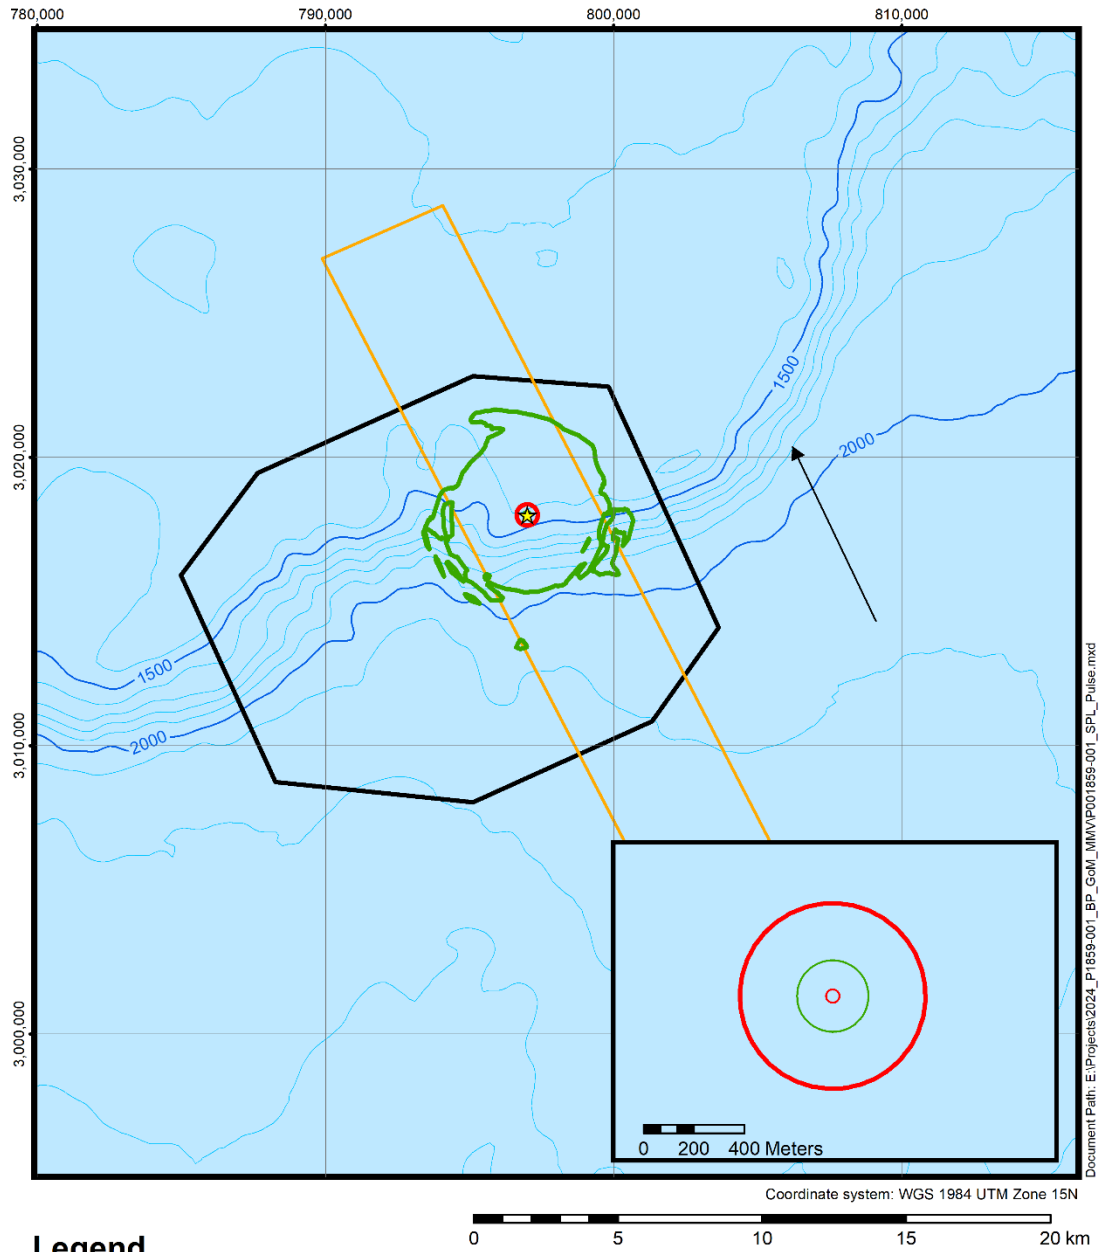 780,000 790,000 800,000 810,000
3,030,000
1500
2000
3,020,000
1500
2000
3,010,000
3,000,000
0 200 400 Meters
Document Path: E:\Projects\2024_P1859-001_BP_GoM_MMV\P001859-001_SPL_Pulse.mxd
Coordinate system: WGS 1984 UTM Zone 15N
0 5 10 15 20 km
Legend